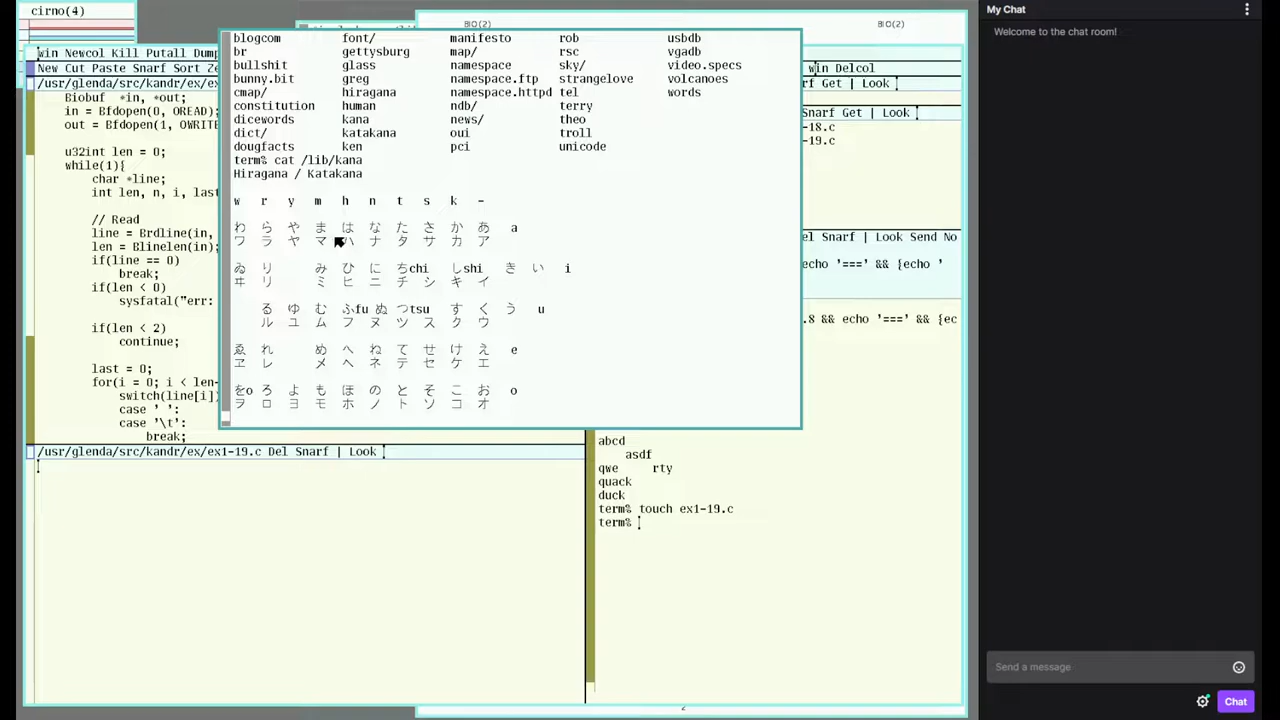 cirno(4)
BIO(2)
BIO(2)
win Newcol Kill Putall Dump
New Cut Paste Snarf Sort Ze
/usr/glenda/src/kandr/ex/ex
Biobuf *in, *out;
in = Bfdopen(0, OREAD);
out = Bfdopen(1, OWRITE
u32int len = 0;
while(1){
char *line;
int len, n, i, last
// Read
line = Brdline(in,
len = Blinelen(in);
if(line == 0)
break;
if(len < 0)
sysfatal("err:
if(len < 2)
continue;
last = 0;
for(i = 0; i < len-
switch(line[i])
case ' ':
case '\t':
break;
/usr/glenda/src/kandr/ex/ex1-19.c Del Snarf | Look
blogcom font/ manifesto rob usbdb
br gettysburg map/ rsc vgadb
bullshit glass namespace sky/ video.specs
bunny.bit greg namespace.ftp strangelove volcanoes
cmap/ hiragana namespace.httpd tel words
constitution human ndb/ terry
dicewords kana news/ theo
dict/ katakana oui troll
dougfacts ken pci unicode
term% cat /lib/kana
Hiragana / Katakana
w r y m h n t s k -
わ ら や ま は な た さ か あ a
ワ ラ ヤ マ ハ ナ タ サ カ ア
ゐ り み ひ に ちchi しshi き い i
ヰ リ ミ ヒ ニ チ シ キ イ
る ゆ む ふfu ぬ つtsu す く う u
ル ユ ム フ ヌ ツ ス ク ウ
ゑ れ め へ ね て せ け え e
ヱ レ メ ヘ ネ テ セ ケ エ
をo ろ よ も ほ の と そ こ お o
ヲ ロ ヨ モ ホ ノ ト ソ コ オ
win Delcol
f Get | Look
Snarf Get | Look
-18.c
-19.c
el Snarf | Look Send No
echo '===' && {echo '
.8 && echo '===' && {ec
abcd
asdf
qwe rty
quack
duck
term% touch ex1-19.c
term%
2
My Chat
Welcome to the chat room!
Send a message
Chat